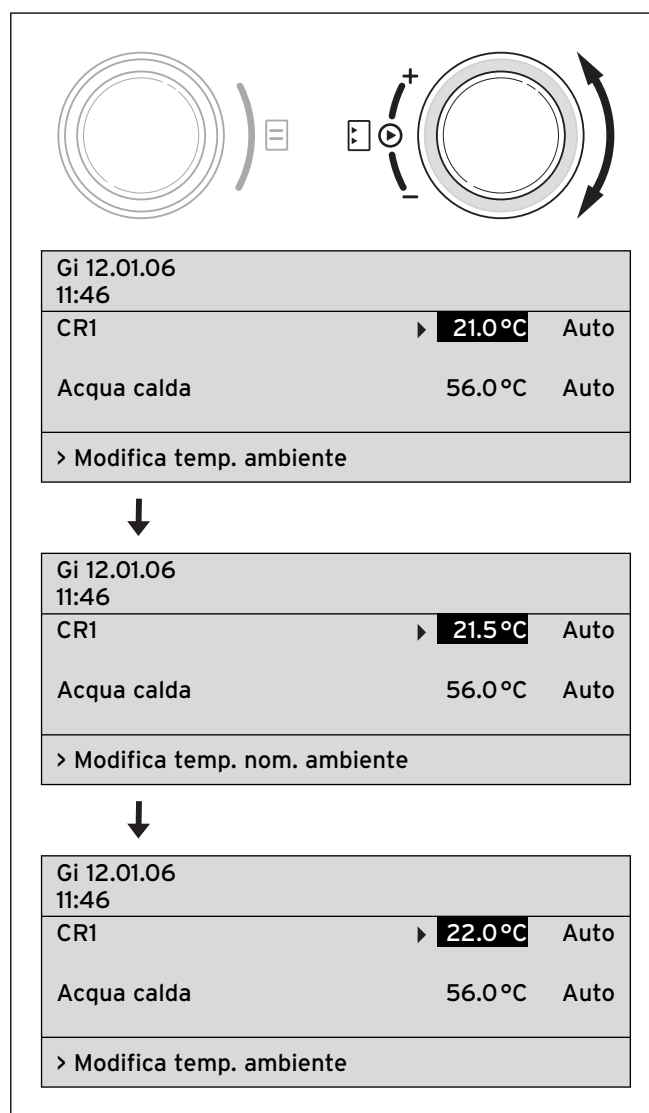 +
−
Gi 12.01.06
11:46
CR1 21.0 °C Auto
Acqua calda 56.0 °C Auto
> Modifica temp. ambiente
Gi 12.01.06
11:46
CR1 21.5 °C Auto
Acqua calda 56.0 °C Auto
> Modifica temp. nom. ambiente
Gi 12.01.06
11:46
CR1 22.0 °C Auto
Acqua calda 56.0 °C Auto
> Modifica temp. ambiente